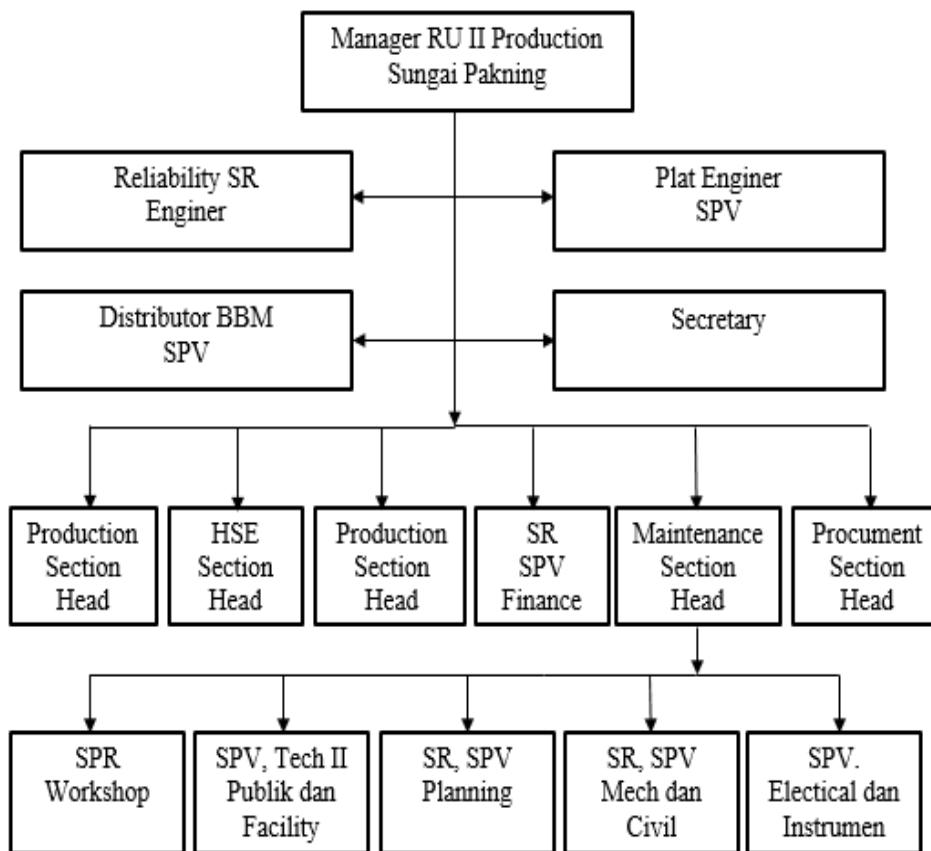 Manager RU II Production
Sungai Pakning
Reliability SR
Enginer
Plat Enginer
SPV
Distributor BBM
SPV
Secretary
Production
Section
Head
HSE
Section
Head
Production
Section
Head
SR
SPV
Finance
Maintenance
Section
Head
Procument
Section
Head
SPR
Workshop
SPV, Tech II
Publik dan
Facility
SR, SPV
Planning
SR, SPV
Mech dan
Civil
SPV.
Electical dan
Instrumen